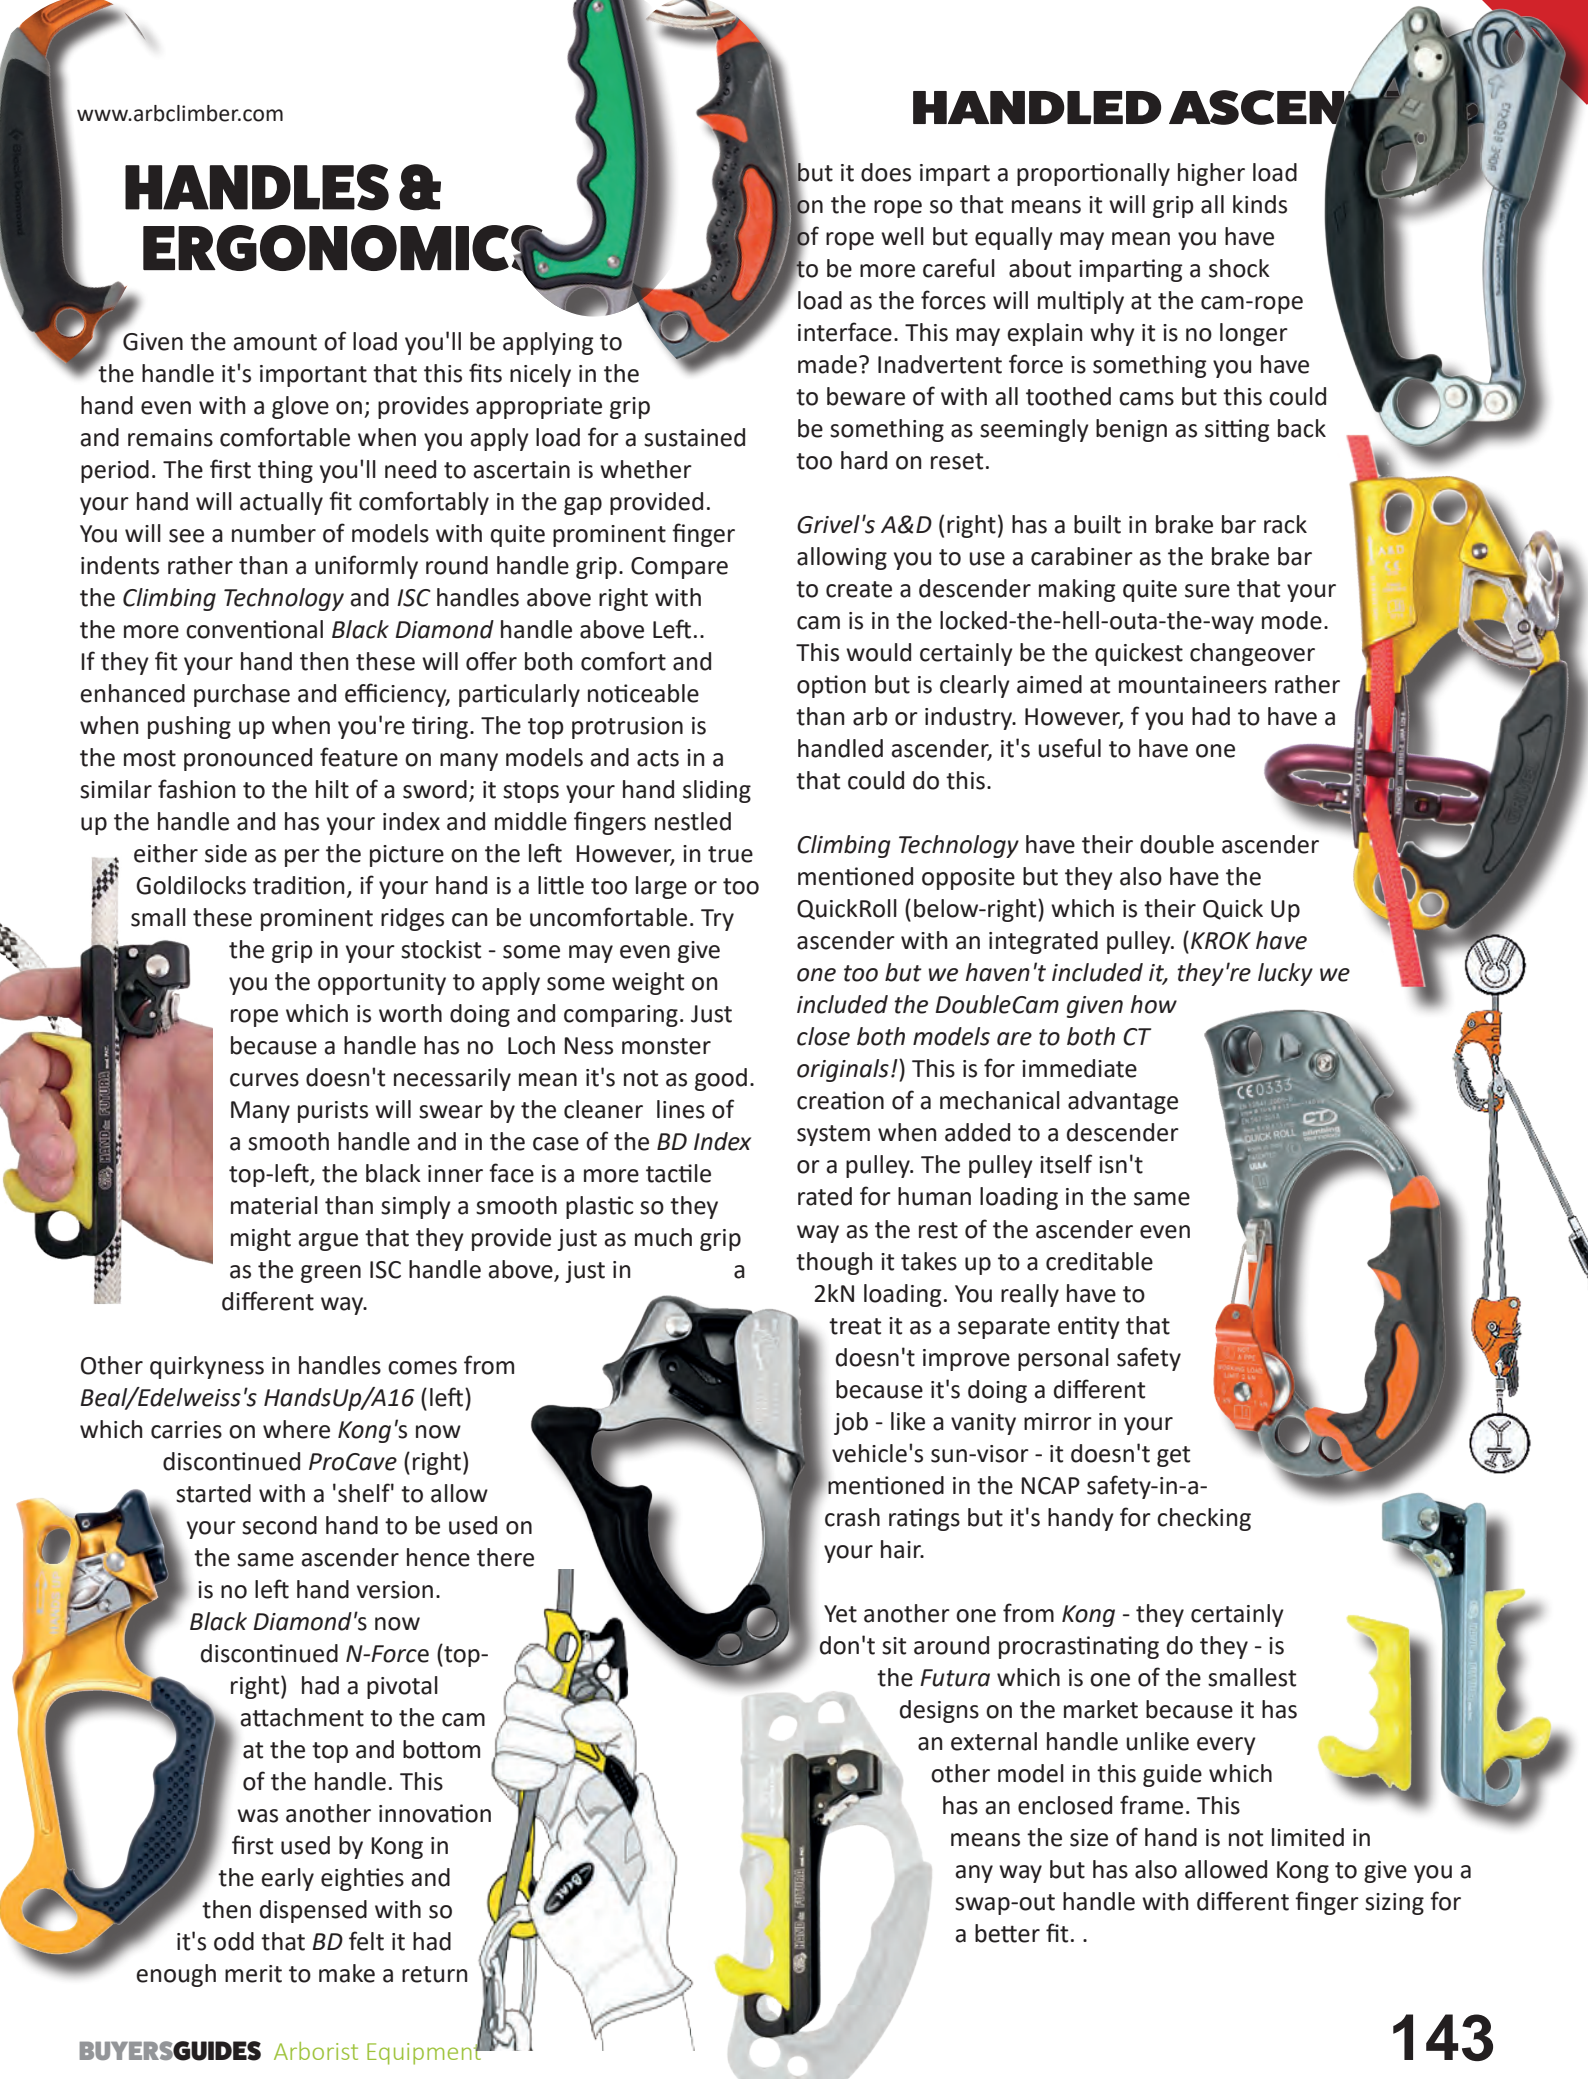 www.arbclimber.com
HANDLED ASCEN
HANDLES &
ERGONOMICS
Given the amount of load you'll be applying to
the handle it's important that this fits nicely in the
hand even with a glove on; provides appropriate grip
and remains comfortable when you apply load for a sustained
period. The first thing you'll need to ascertain is whether
your hand will actually fit comfortably in the gap provided.
You will see a number of models with quite prominent finger
indents rather than a uniformly round handle grip. Compare
the Climbing Technology and ISC handles above right with
the more conventional Black Diamond handle above Left..
If they fit your hand then these will offer both comfort and
enhanced purchase and efficiency, particularly noticeable
when pushing up when you're tiring. The top protrusion is
the most pronounced feature on many models and acts in a
similar fashion to the hilt of a sword; it stops your hand sliding
up the handle and has your index and middle fingers nestled
either side as per the picture on the left However, in true
Goldilocks tradition, if your hand is a little too large or too
small these prominent ridges can be uncomfortable. Try
the grip in your stockist - some may even give
you the opportunity to apply some weight on
rope which is worth doing and comparing. Just
because a handle has no Loch Ness monster
curves doesn't necessarily mean it's not as good.
Many purists will swear by the cleaner lines of
a smooth handle and in the case of the BD Index
top-left, the black inner face is a more tactile
material than simply a smooth plastic so they
might argue that they provide just as much grip
as the green ISC handle above, just in a
different way.
Other quirkyness in handles comes from
Beal/Edelweiss's HandsUp/A16 (left)
which carries on where Kong's now
discontinued ProCave (right)
started with a 'shelf' to allow
your second hand to be used on
the same ascender hence there
is no left hand version.
Black Diamond's now
discontinued N-Force (top-
right) had a pivotal
attachment to the cam
at the top and bottom
of the handle. This
was another innovation
first used by Kong in
the early eighties and
then dispensed with so
it's odd that BD felt it had
enough merit to make a return
but it does impart a proportionally higher load
on the rope so that means it will grip all kinds
of rope well but equally may mean you have
to be more careful about imparting a shock
load as the forces will multiply at the cam-rope
interface. This may explain why it is no longer
made? Inadvertent force is something you have
to beware of with all toothed cams but this could
be something as seemingly benign as sitting back
too hard on reset.
Grivel's A&D (right) has a built in brake bar rack
allowing you to use a carabiner as the brake bar
to create a descender making quite sure that your
cam is in the locked-the-hell-outa-the-way mode.
This would certainly be the quickest changeover
option but is clearly aimed at mountaineers rather
than arb or industry. However, f you had to have a
handled ascender, it's useful to have one
that could do this.
Climbing Technology have their double ascender
mentioned opposite but they also have the
QuickRoll (below-right) which is their Quick Up
ascender with an integrated pulley. (KROK have
one too but we haven't included it, they're lucky we
included the DoubleCam given how
close both models are to both CT
originals!) This is for immediate
creation of a mechanical advantage
system when added to a descender
or a pulley. The pulley itself isn't
rated for human loading in the same
way as the rest of the ascender even
though it takes up to a creditable
2kN loading. You really have to
treat it as a separate entity that
doesn't improve personal safety
because it's doing a different
job - like a vanity mirror in your
vehicle's sun-visor - it doesn't get
mentioned in the NCAP safety-in-a-
crash ratings but it's handy for checking
your hair.
Yet another one from Kong - they certainly
don't sit around procrastinating do they - is
the Futura which is one of the smallest
designs on the market because it has
an external handle unlike every
other model in this guide which
has an enclosed frame. This
means the size of hand is not limited in
any way but has also allowed Kong to give you a
swap-out handle with different finger sizing for
a better fit. .
CE0333
QUICK ROLL
climbing
HAND FUTURA
HAND FUTURA
BEAL
BUYERSGUIDES Arborist Equipment
143